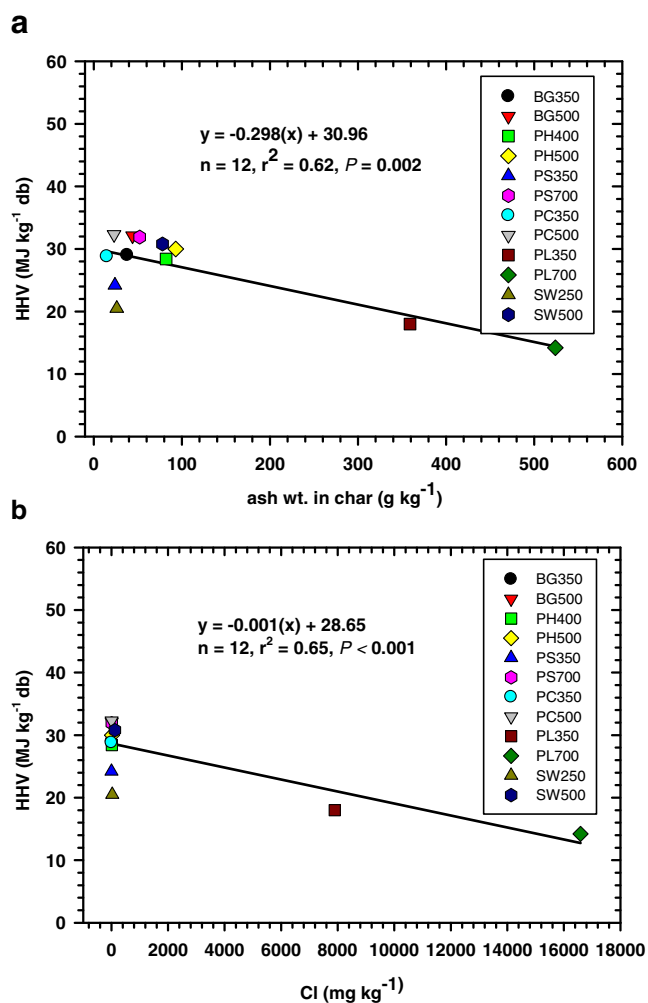 a
60
50
40
30
20
10
0
HHV (MJ kg⁻¹ db)
y = -0.298(x) + 30.96
n = 12, r² = 0.62, P = 0.002
BG350
BG500
PH400
PH500
PS350
PS700
PC350
PC500
PL350
PL700
SW250
SW500
0 100 200 300 400 500 600
ash wt. in char (g kg⁻¹)
b
60
50
40
30
20
10
0
HHV (MJ kg⁻¹ db)
y = -0.001(x) + 28.65
n = 12, r² = 0.65, P < 0.001
BG350
BG500
PH400
PH500
PS350
PS700
PC350
PC500
PL350
PL700
SW250
SW500
0 2000 4000 6000 8000 10000 12000 14000 16000 18000
Cl (mg kg⁻¹)